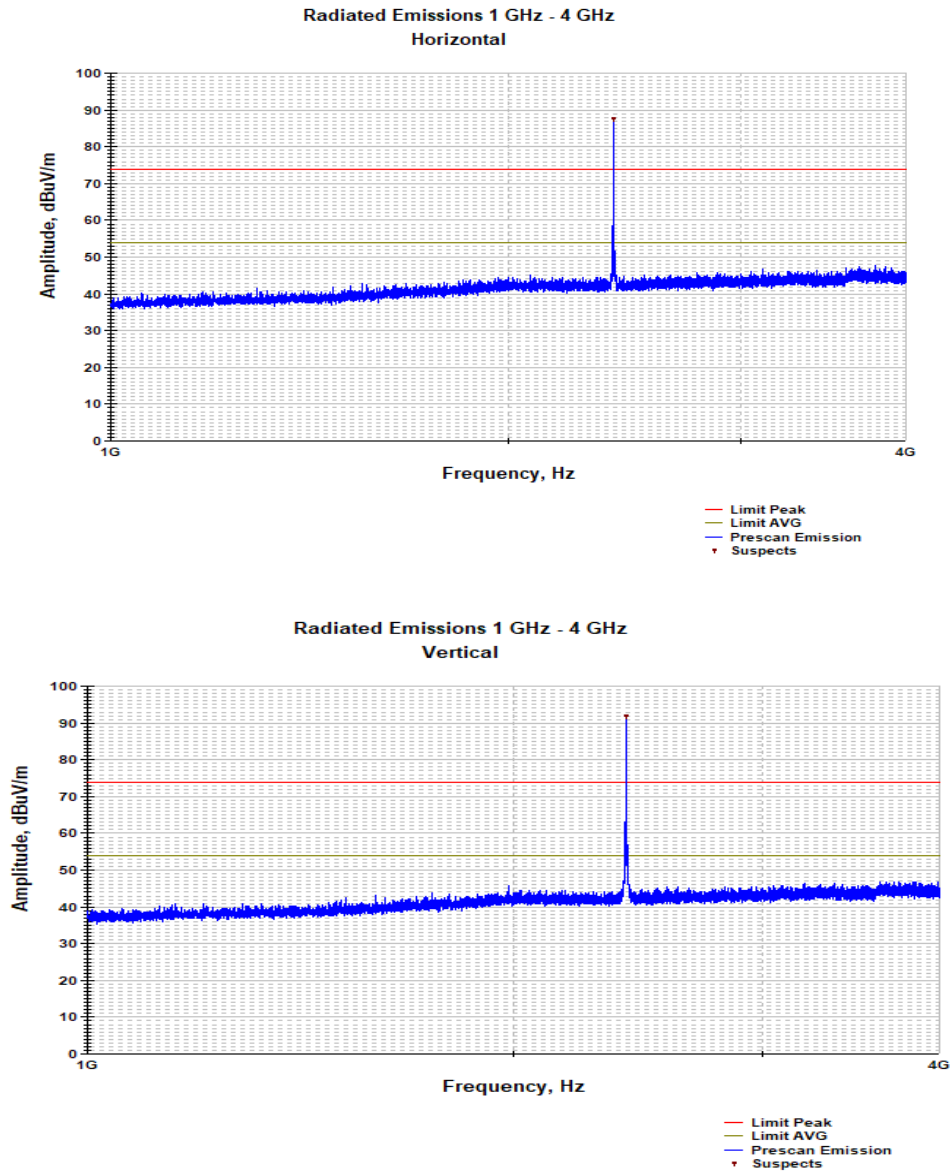 Radiated Emissions 1 GHz - 4 GHz
Horizontal
100
90
80
70
60
50
40
30
20
10
0
Amplitude, dBuV/m
1G
4G
Frequency, Hz
Limit Peak
Limit AVG
Prescan Emission
Suspects
Radiated Emissions 1 GHz - 4 GHz
Vertical
100
90
80
70
60
50
40
30
20
10
0
Amplitude, dBuV/m
1G
4G
Frequency, Hz
Limit Peak
Limit AVG
Prescan Emission
Suspects